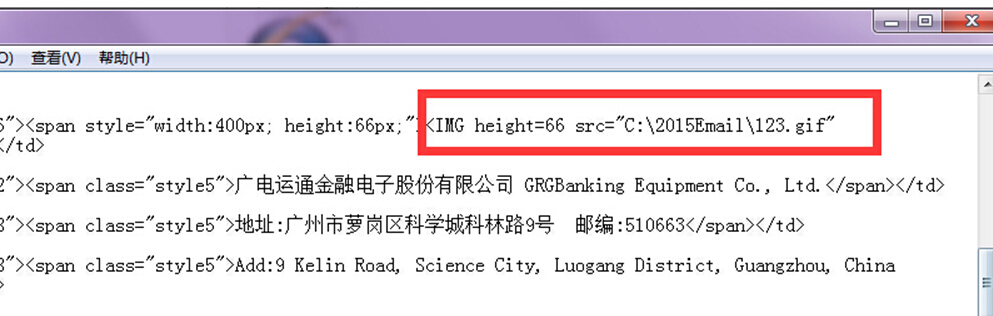 O) 查看(V) 帮助(H)
6"><span style="width:400px; height:66px;"><IMG height=66 src="C:\2015Email\123.gif"
</td>
2"><span class="style5">广电运通金融电子股份有限公司 GRGBanking Equipment Co., Ltd.</span></td>
8"><span class="style5">地址:广州市萝岗区科学城科林路9号 邮编:510663</span></td>
8"><span class="style5">Add:9 Kelin Road, Science City, Luogang District, Guangzhou, China
>